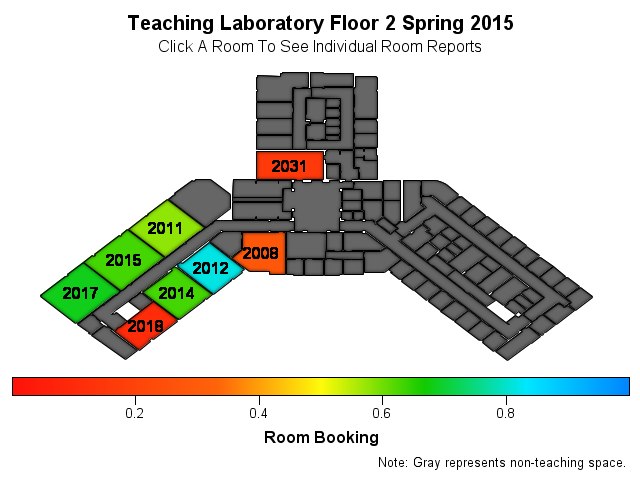 Teaching Laboratory Floor 2 Spring 2015
Click A Room To See Individual Room Reports
2031
2011
2015
2008
2012
2017
2014
2018
0.2 0.4 0.6 0.8
Room Booking
Note: Gray represents non-teaching space.